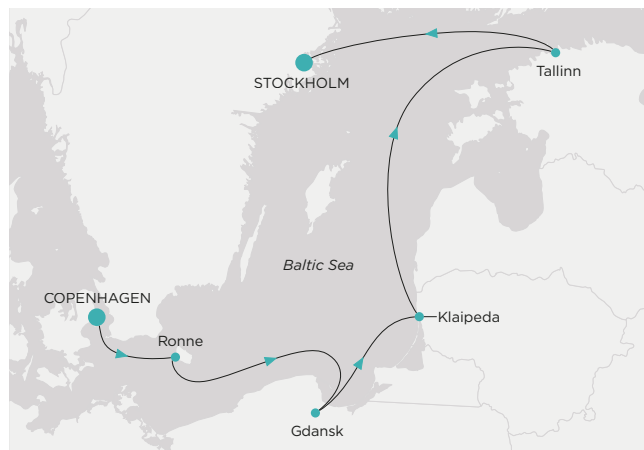 STOCKHOLM
Tallinn
Baltic Sea
COPENHAGEN
Ronne
Klaipeda
Gdansk